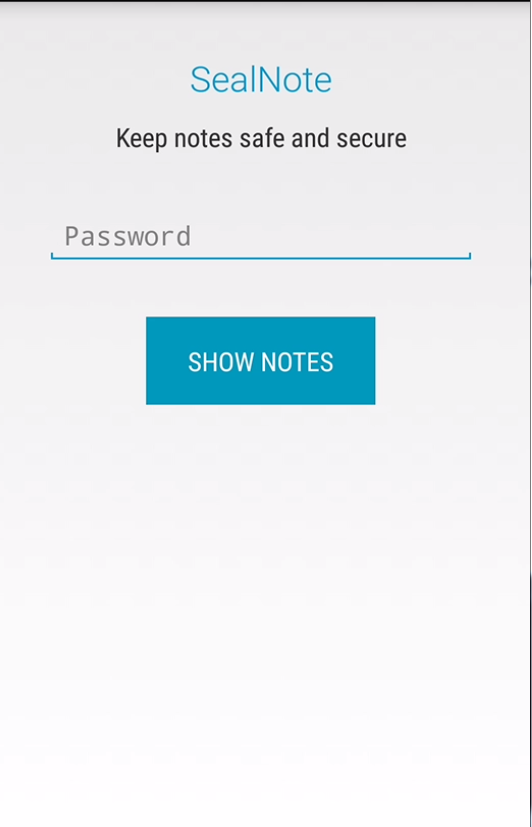 SealNote
Keep notes safe and secure
Password
SHOW NOTES